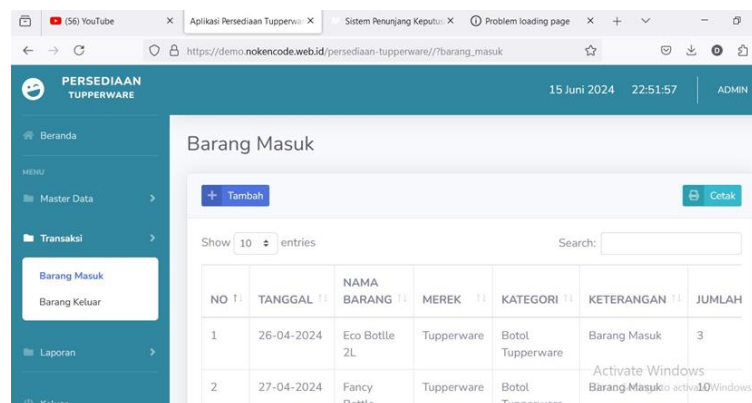 (56) YouTube
Aplikasi Persediaan Tupperwar
Sistem Penunjang Keputu
Problem loading page
https://demo.nokencode.web.id/persediaan-tupperware//?barang_masuk
PERSEDIAAN
TUPPERWARE
15 Juni 2024 22:51:57 ADMIN
Beranda
MENU
Master Data
Transaksi
Barang Masuk
Barang Keluar
Laporan
Keluar
Barang Masuk
Tambah
Cetak
Show 10 entries
Search:
NO TANGGAL NAMA BARANG MEREK KATEGORI KETERANGAN JUMLAH
1 26-04-2024 Eco Botlle 2L Tupperware Botol Tupperware Barang Masuk 3
2 27-04-2024 Fancy Bottle Tupperware Botol Tupperware Barang Masuk 10
Activate Windows